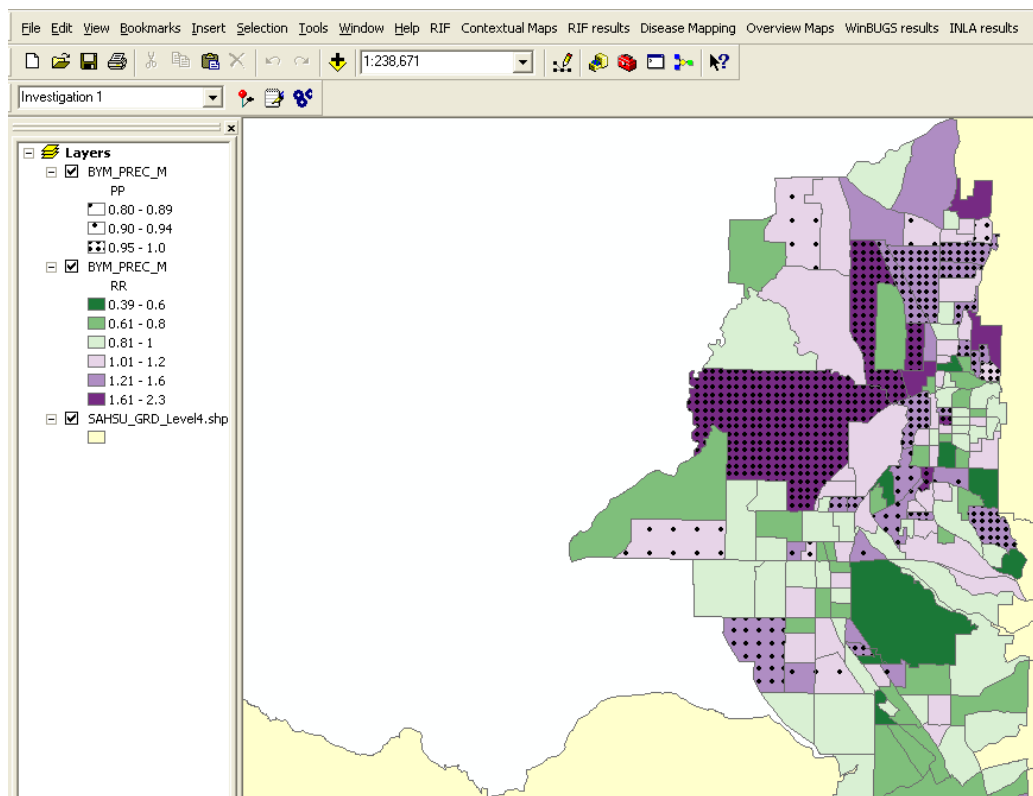 File Edit View Bookmarks Insert Selection Tools Window Help RIF Contextual Maps RIF results Disease Mapping Overview Maps WinBUGS results INLA results
1:238,671
Investigation 1
Layers
BYM_PREC_M
PP
0.80 - 0.89
0.90 - 0.94
0.95 - 1.0
BYM_PREC_M
RR
0.39 - 0.6
0.61 - 0.8
0.81 - 1
1.01 - 1.2
1.21 - 1.6
1.61 - 2.3
SAHSU_GRD_Level4.shp